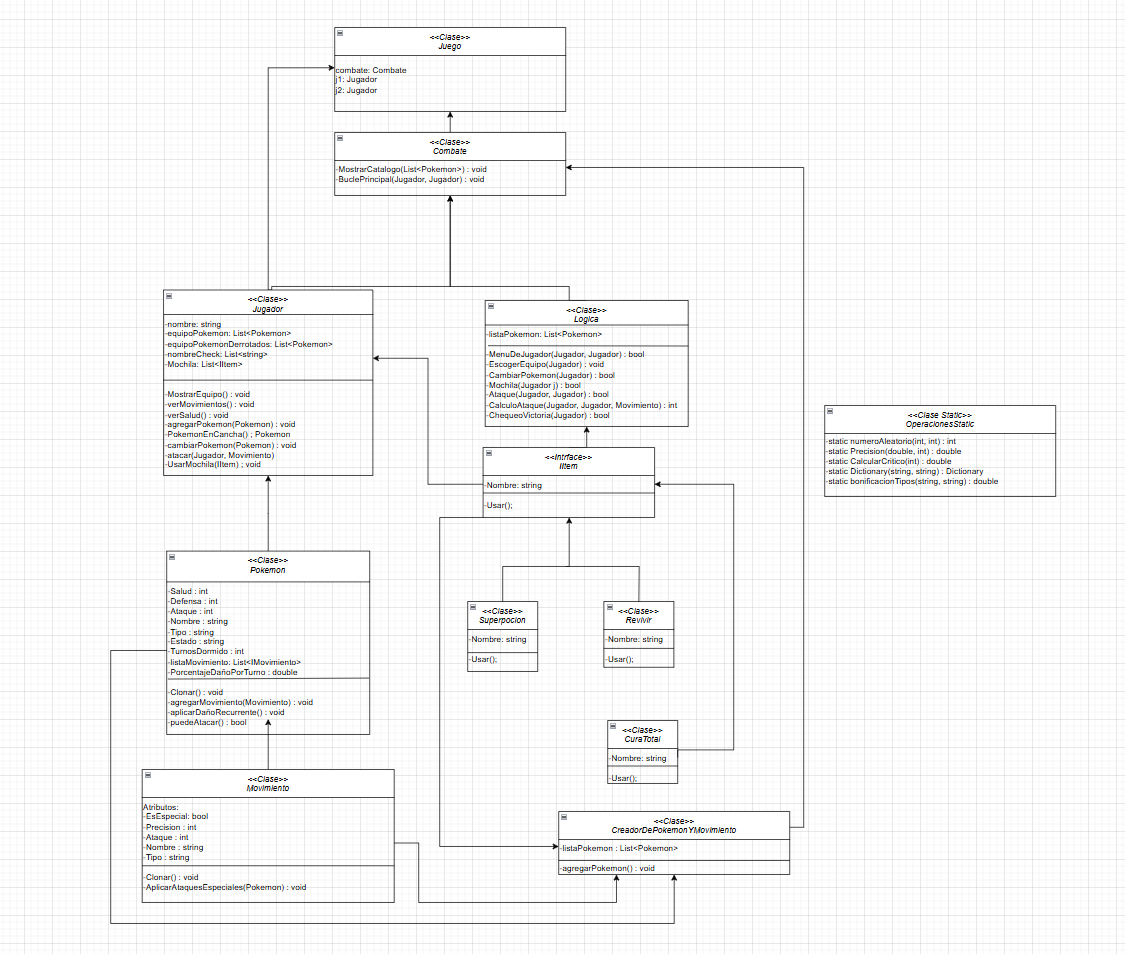 <<Clase>>
Juego
combate: Combate
j1: Jugador
j2: Jugador
<<Clase>>
Combate
-MostrarCatalogo(List<Pokemon>) : void
-BuclePrincipal(Jugador, Jugador) : void
<<Clase>>
Jugador
-nombre: string
-equipoPokemon: List<Pokemon>
-equipoPokemonDerrotados: List<Pokemon>
-nombreCheck: List<string>
-Mochila: List<IItem>
-MostrarEquipo() : void
-verMovimientos() : void
-verSalud() : void
-agregarPokemon(Pokemon) : void
-PokemonEnCancha() ; Pokemon
-cambiarPokemon(Pokemon) : void
-atacar(Jugador, Movimiento)
-UsarMochila(IItem) ; void
<<Clase>>
Logica
-listaPokemon: List<Pokemon>
-MenuDeJugador(Jugador, Jugador) : bool
-EscogerEquipo(Jugador) : void
-CambiarPokemon(Jugador) : bool
-Mochila(Jugador j) : bool
-Ataque(Jugador, Jugador) : bool
-CalculoAtaque(Jugador, Jugador, Movimiento) : int
-ChequeoVictoria(Jugador) : bool
<<Clase Static>>
OperacionesStatic
-static numeroAleatorio(int, int) : int
-static Precision(double, int) : double
-static CalcularCritico(int) : double
-static Dictionary(string, string) : Dictionary
-static bonificacionTipos(string, string) : double
<<Intrface>>
IItem
-Nombre: string
-Usar();
<<Clase>>
Pokemon
-Salud : int
-Defensa : int
-Ataque : int
-Nombre : string
-Tipo : string
-Estado : string
-TurnosDormido : int
-listaMovimiento: List<IMovimiento>
-PorcentajeDañoPorTurno : double
-Clonar() : void
-agregarMovimiento(Movimiento) : void
-aplicarDañoRecurrente() : void
-puedeAtacar() : bool
<<Clase>>
Superpocion
-Nombre: string
-Usar();
<<Clase>>
Revivir
-Nombre: string
-Usar();
<<Clase>>
CuraTotal
-Nombre: string
-Usar();
<<Clase>>
Movimiento
Atributos:
-EsEspecial: bool
-Precision : int
-Ataque : int
-Nombre : string
-Tipo : string
-Clonar() : void
-AplicarAtaquesEspeciales(Pokemon) : void
<<Clase>>
CreadorDePokemonYMovimiento
-listaPokemon : List<Pokemon>
-agregarPokemon() : void